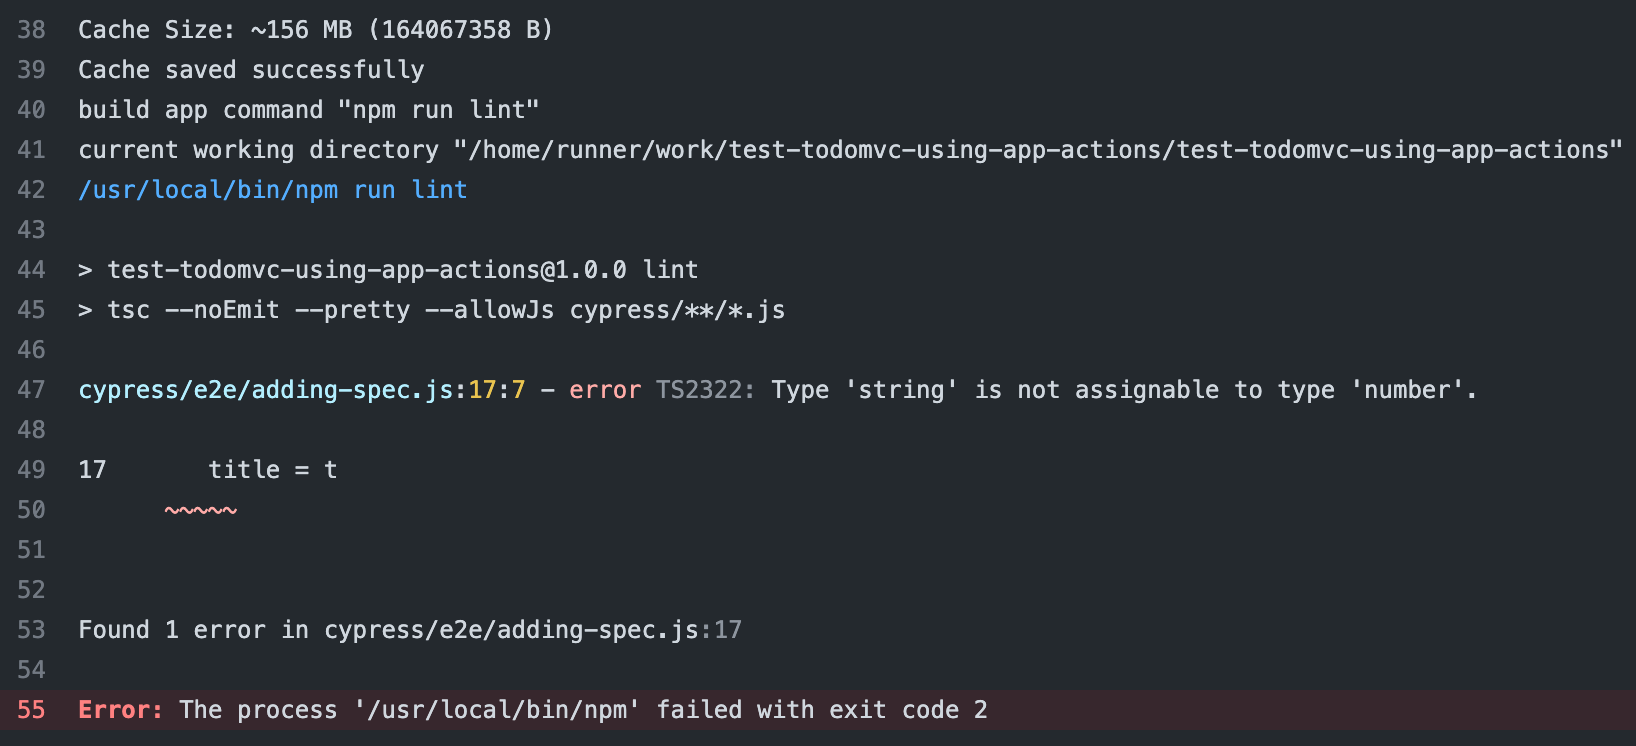 38 Cache Size: ~156 MB (164067358 B)
39 Cache saved successfully
40 build app command "npm run lint"
41 current working directory "/home/runner/work/test-todomvc-using-app-actions/test-todomvc-using-app-actions"
42 /usr/local/bin/npm run lint
43
44 > test-todomvc-using-app-actions@1.0.0 lint
45 > tsc --noEmit --pretty --allowJs cypress/**/*.js
46
47 cypress/e2e/adding-spec.js:17:7 - error TS2322: Type 'string' is not assignable to type 'number'.
48
49 17       title = t
50       ~~~~~
51
52
53 Found 1 error in cypress/e2e/adding-spec.js:17
54
55 Error: The process '/usr/local/bin/npm' failed with exit code 2